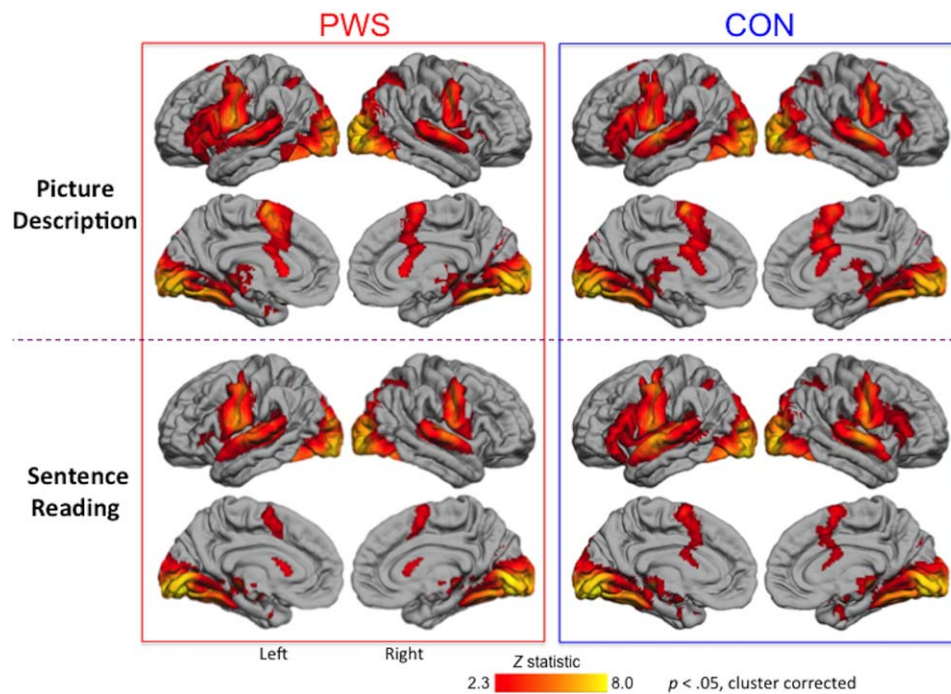 PWS
CON
Picture
Description
Sentence
Reading
Left
Right
Z statistic
2.3
8.0
p < .05, cluster corrected